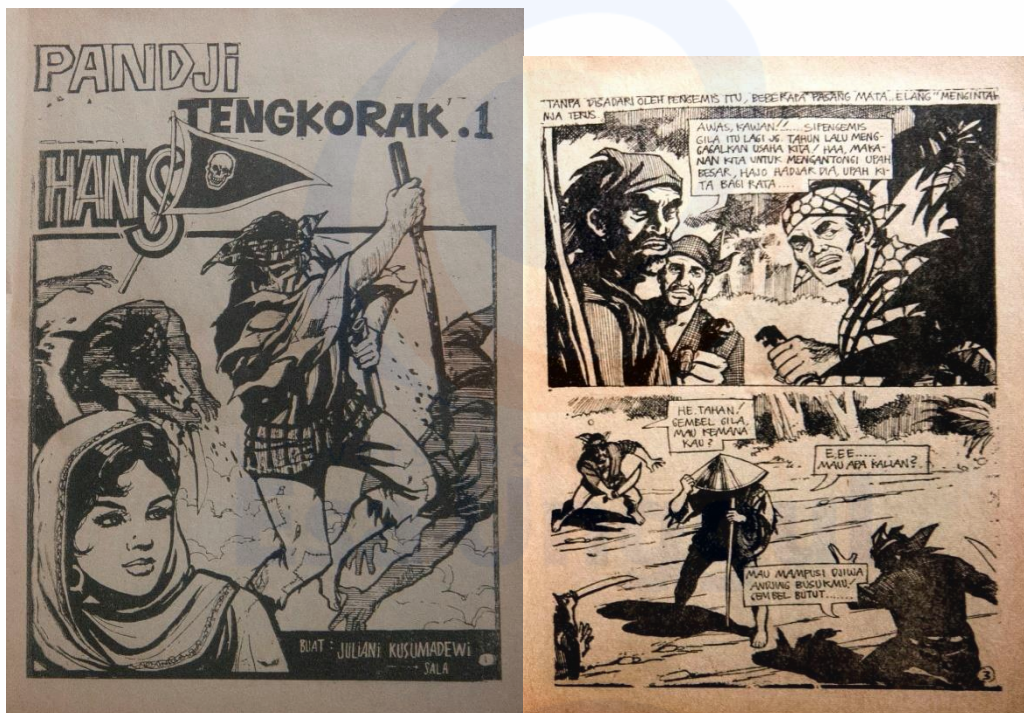 PANDJI
TENGKORAK.1
HANS
BUAT : JULIANI KUSUMADEWI
SALA
1
"TANPA DISADARI OLEH PENGEMIS ITU, BEBERAPA "PASANG MATA" ELANG" MENGINTAI
NJA TERUS.
AWAS, KAWAN!!...... SIPENGEMIS
GILA ITU LAGI JG. TAHUN LALU MENG-
GAGALKAN USAHA KITA! HAA, MAKA-
NAN KITA UNTUK MENGANTONGI UPAH
BESAR, HAJO HADJAR DIA, UPAH KI-
TA BAGI RATA....
HE, TAHAN!
GEMBEL GILA,
MAU KEMANA
KAU?
E,EE.....
MAU APA KALIAN?.
MAU MAMPUSI DJIWA
ANDJING BUSUKMU!
GEMBEL BUTUT.......
3